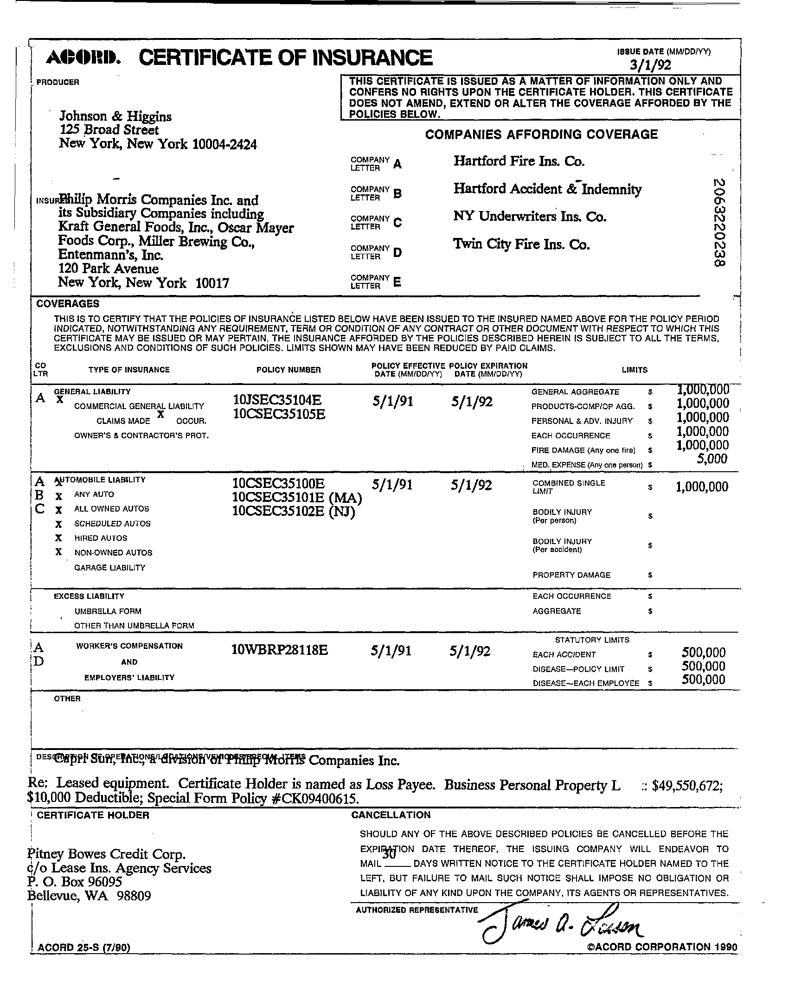 ACORD. CERTIFICATE OF INSURANCE
ISSUE DATE (MM/DD/YY)
3/1/92
PRODUCER
Johnson & Higgins
125 Broad Street
New York, New York 10004-2424
THIS CERTIFICATE IS ISSUED AS A MATTER OF INFORMATION ONLY AND
CONFERS NO RIGHTS UPON THE CERTIFICATE HOLDER. THIS CERTIFICATE
DOES NOT AMEND, EXTEND OR ALTER THE COVERAGE AFFORDED BY THE
POLICIES BELOW.
COMPANIES AFFORDING COVERAGE
COMPANY LETTER A Hartford Fire Ins. Co.
COMPANY LETTER B Hartford Accident & Indemnity
COMPANY LETTER C NY Underwriters Ins. Co.
COMPANY LETTER D Twin City Fire Ins. Co.
COMPANY LETTER E
2063220238
Philip Morris Companies Inc. and
its Subsidiary Companies including
Kraft General Foods, Inc., Oscar Mayer
Foods Corp., Miller Brewing Co.,
Entenmann's, Inc.
120 Park Avenue
New York, New York 10017
COVERAGES
THIS IS TO CERTIFY THAT THE POLICIES OF INSURANCE LISTED BELOW HAVE BEEN ISSUED TO THE INSURED NAMED ABOVE FOR THE POLICY PERIOD
INDICATED, NOTWITHSTANDING ANY REQUIREMENT, TERM OR CONDITION OF ANY CONTRACT OR OTHER DOCUMENT WITH RESPECT TO WHICH THIS
CERTIFICATE MAY BE ISSUED OR MAY PERTAIN, THE INSURANCE AFFORDED BY THE POLICIES DESCRIBED HEREIN IS SUBJECT TO ALL THE TERMS,
EXCLUSIONS AND CONDITIONS OF SUCH POLICIES. LIMITS SHOWN MAY HAVE BEEN REDUCED BY PAID CLAIMS.
CO LTR TYPE OF INSURANCE POLICY NUMBER POLICY EFFECTIVE DATE (MM/DD/YY) POLICY EXPIRATION DATE (MM/DD/YY) LIMITS
A GENERAL LIABILITY 10JSEC35104E 5/1/91 5/1/92 GENERAL AGGREGATE $ 1,000,000
X COMMERCIAL GENERAL LIABILITY 10CSEC35105E PRODUCTS-COMP/OP AGG. $ 1,000,000
CLAIMS MADE X OCCUR. PERSONAL & ADV. INJURY $ 1,000,000
OWNER'S & CONTRACTOR'S PROT. EACH OCCURRENCE $ 1,000,000
FIRE DAMAGE (Any one fire) $ 1,000,000
MED. EXPENSE (Any one person) $ 5,000
A AUTOMOBILE LIABILITY 10CSEC35100E 5/1/91 5/1/92 COMBINED SINGLE LIMIT $ 1,000,000
B X ANY AUTO 10CSEC35101E (MA)
C X ALL OWNED AUTOS 10CSEC35102E (NJ) BODILY INJURY (Per person) $
X SCHEDULED AUTOS
X HIRED AUTOS BODILY INJURY (Per accident) $
X NON-OWNED AUTOS
GARAGE LIABILITY PROPERTY DAMAGE $
EXCESS LIABILITY EACH OCCURRENCE $
UMBRELLA FORM AGGREGATE $
OTHER THAN UMBRELLA FORM
STATUTORY LIMITS
A WORKER'S COMPENSATION 10WBRP28118E 5/1/91 5/1/92 EACH ACCIDENT $ 500,000
D AND DISEASE—POLICY LIMIT $ 500,000
EMPLOYERS' LIABILITY DISEASE—EACH EMPLOYEE $ 500,000
OTHER
Capri Sun, Inc., a division of Philip Morris Companies Inc.
Re: Leased equipment. Certificate Holder is named as Loss Payee. Business Personal Property L :: $49,550,672;
$10,000 Deductible; Special Form Policy #CK09400615.
CERTIFICATE HOLDER
Pitney Bowes Credit Corp.
c/o Lease Ins. Agency Services
P. O. Box 96095
Bellevue, WA 98809
CANCELLATION
SHOULD ANY OF THE ABOVE DESCRIBED POLICIES BE CANCELLED BEFORE THE
EXPIRATION DATE THEREOF, THE ISSUING COMPANY WILL ENDEAVOR TO
MAIL 30 DAYS WRITTEN NOTICE TO THE CERTIFICATE HOLDER NAMED TO THE
LEFT, BUT FAILURE TO MAIL SUCH NOTICE SHALL IMPOSE NO OBLIGATION OR
LIABILITY OF ANY KIND UPON THE COMPANY, ITS AGENTS OR REPRESENTATIVES.
AUTHORIZED REPRESENTATIVE
James A.
ACORD 25-S (7/90)
©ACORD CORPORATION 1990